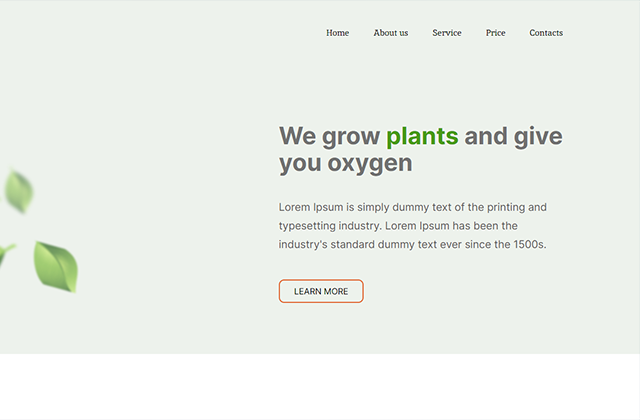 Home About us Service Price Contacts
We grow plants and give
you oxygen
Lorem Ipsum is simply dummy text of the printing and
typesetting industry. Lorem Ipsum has been the
industry's standard dummy text ever since the 1500s.
LEARN MORE